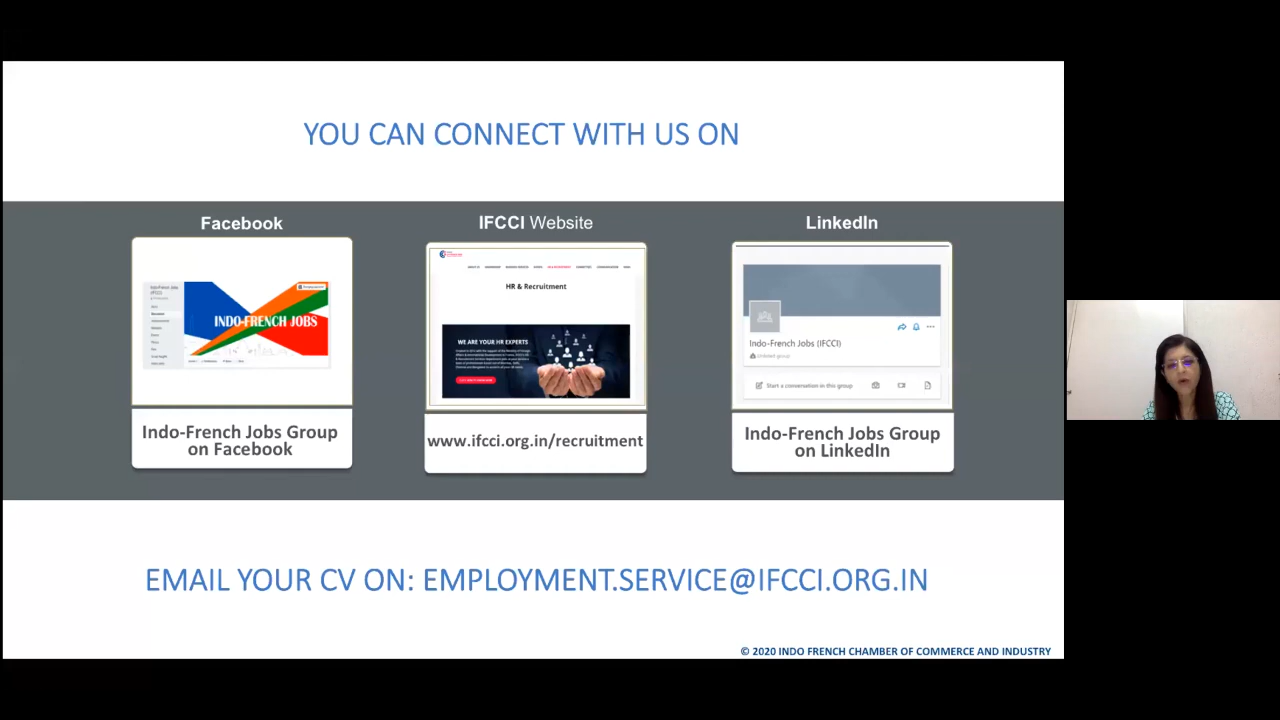 YOU CAN CONNECT WITH US ON
Facebook
IFCCI Website
LinkedIn
INDO-FRENCH JOBS
Indo-French Jobs Group
on Facebook
HR & Recruitment
WE ARE YOUR HR EXPERTS
www.ifcci.org.in/recruitment
Indo-French Jobs (IFCCI)
Unlisted group
Start a conversation in this group
Indo-French Jobs Group
on LinkedIn
EMAIL YOUR CV ON: EMPLOYMENT.SERVICE@IFCCI.ORG.IN
© 2020 INDO FRENCH CHAMBER OF COMMERCE AND INDUSTRY